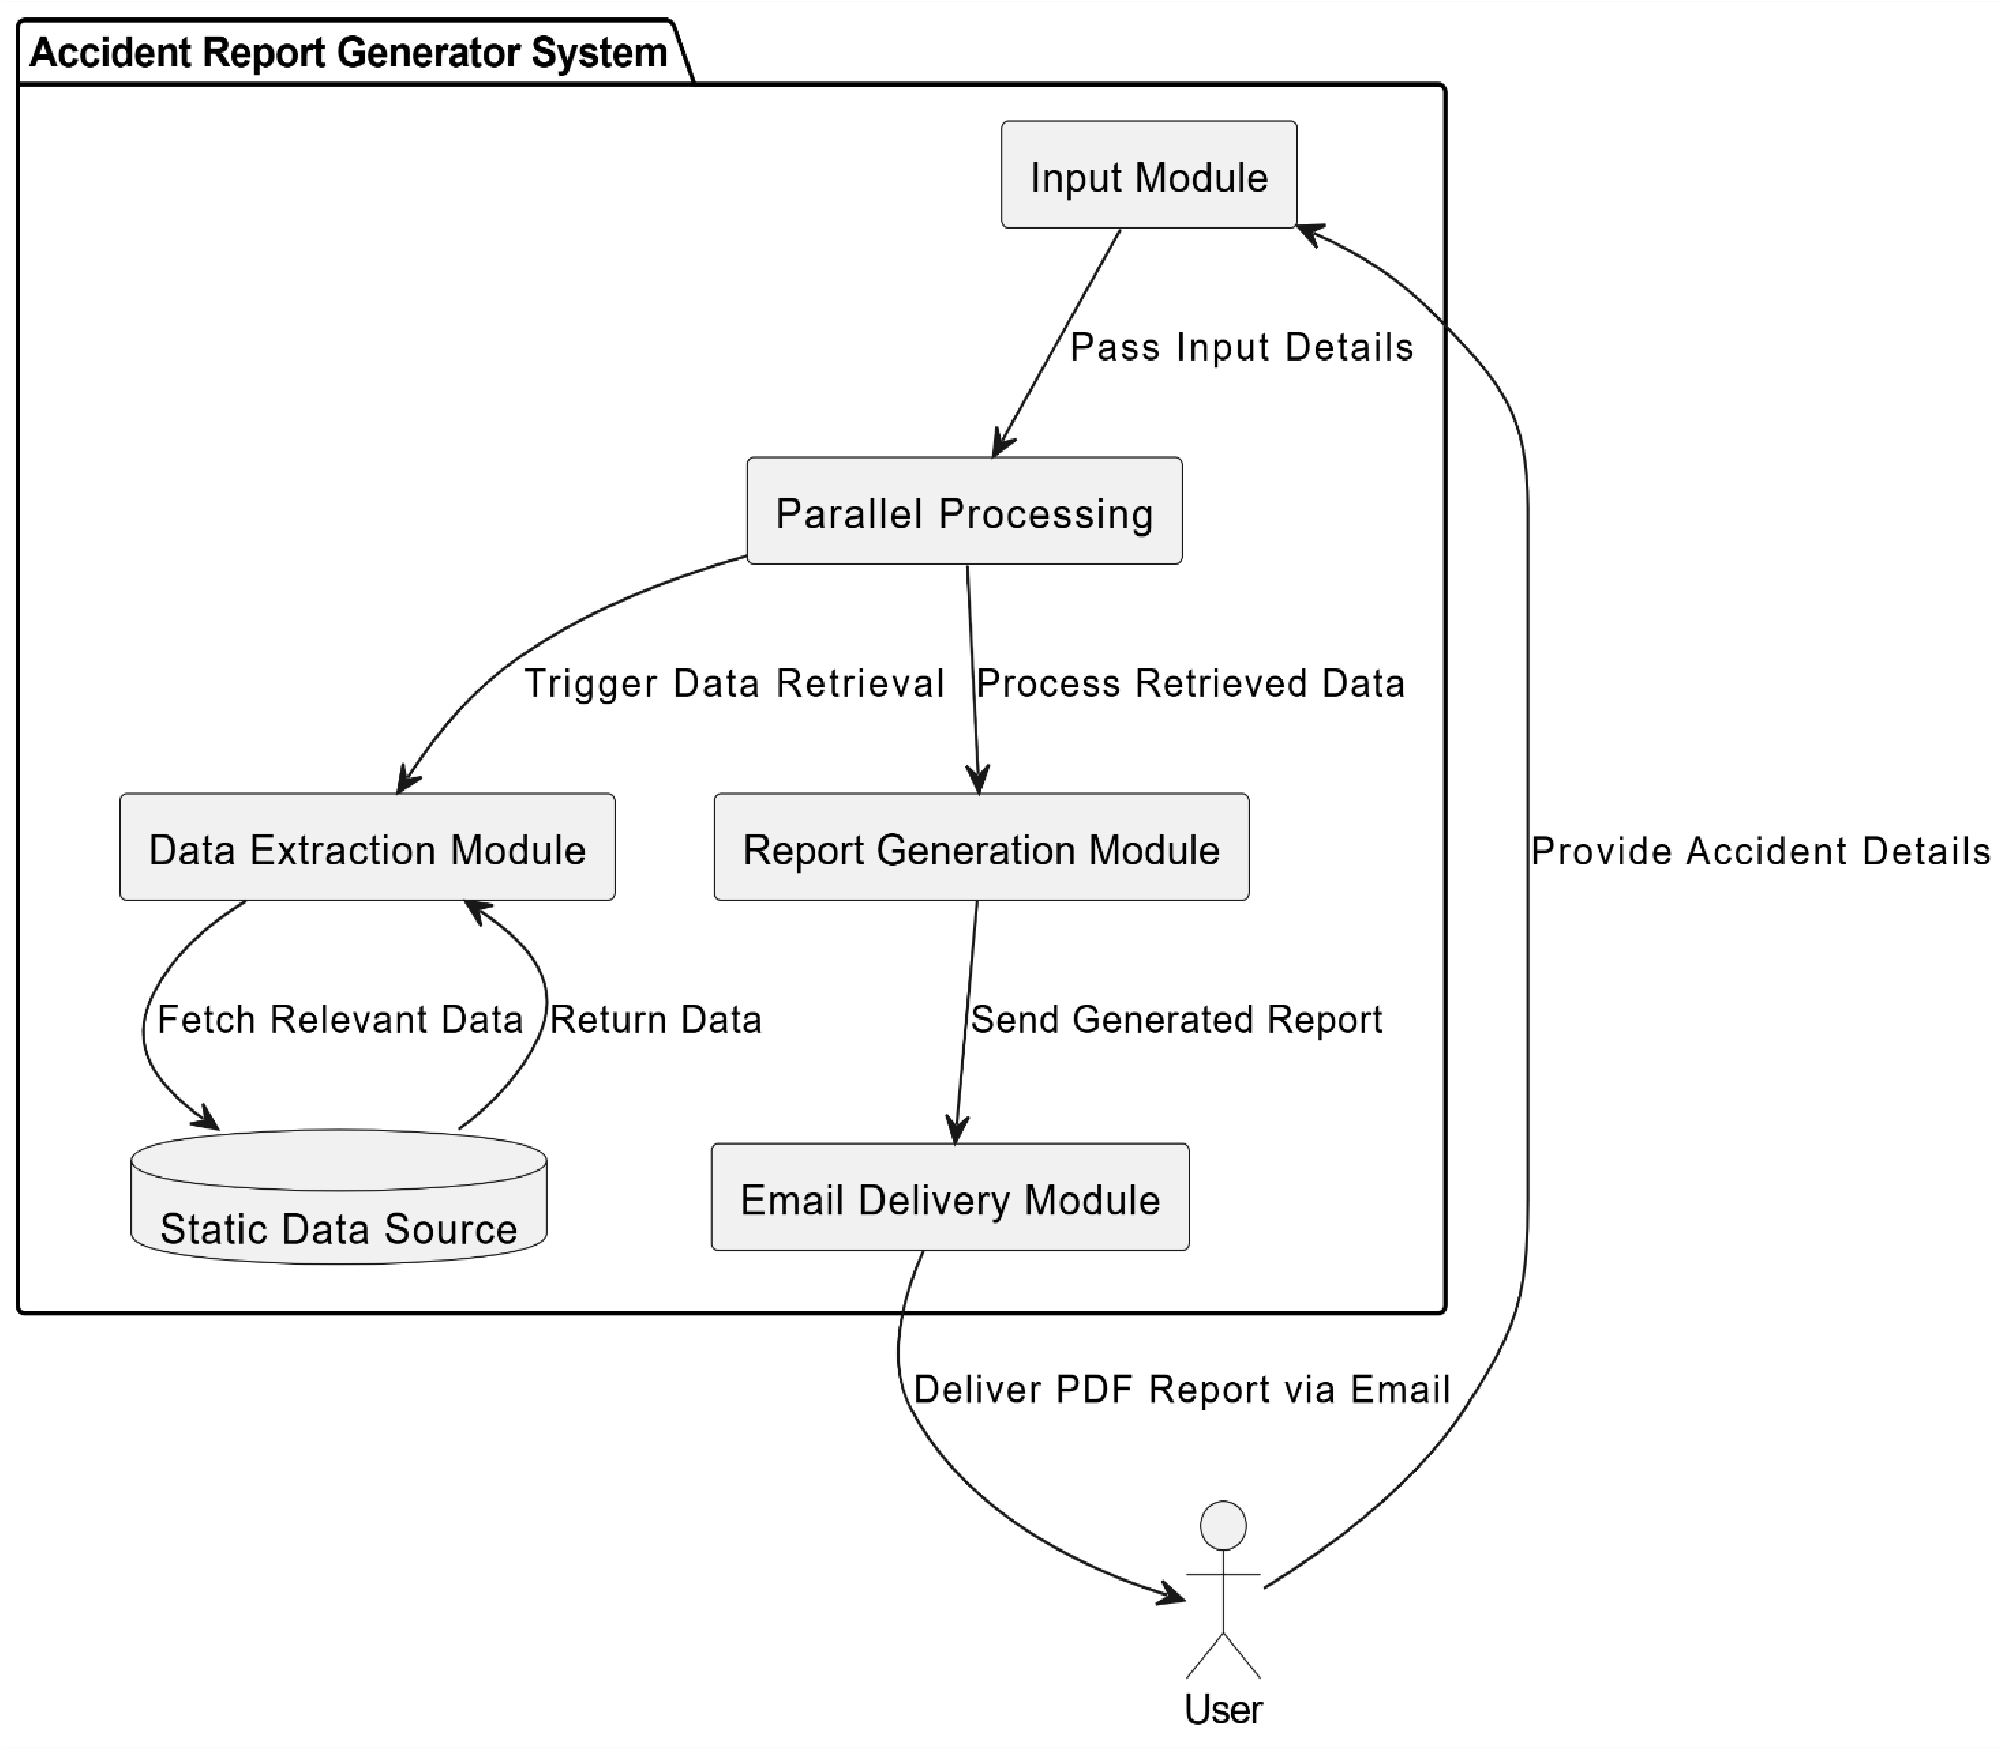 Accident Report Generator System
Input Module
Pass Input Details
Parallel Processing
Trigger Data Retrieval
Process Retrieved Data
Data Extraction Module
Report Generation Module
Provide Accident Details
Fetch Relevant Data
Return Data
Send Generated Report
Static Data Source
Email Delivery Module
Deliver PDF Report via Email
User